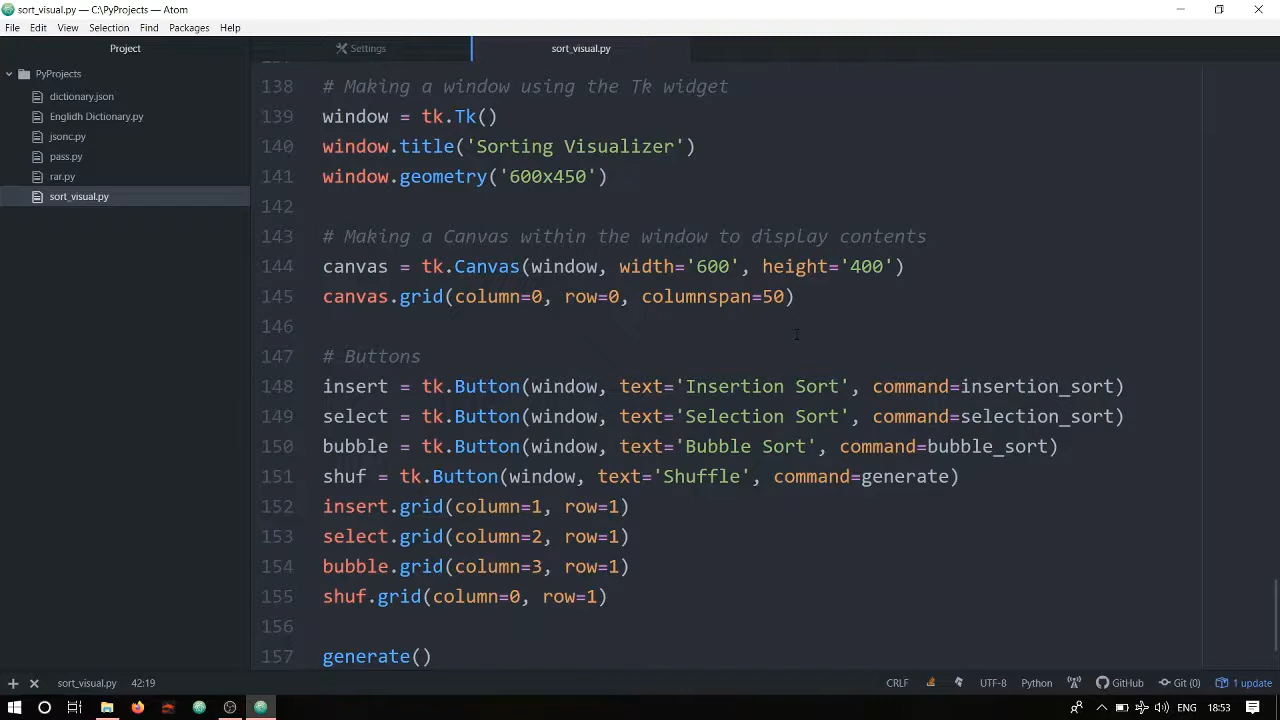 sort_visual.py — C:\PyProjects — Atom
File Edit View Selection Find Packages Help
Project
Settings
sort_visual.py
PyProjects
dictionary.json
Englidh Dictionary.py
jsonc.py
pass.py
rar.py
sort_visual.py
138 # Making a window using the Tk widget
139 window = tk.Tk()
140 window.title('Sorting Visualizer')
141 window.geometry('600x450')
142
143 # Making a Canvas within the window to display contents
144 canvas = tk.Canvas(window, width='600', height='400')
145 canvas.grid(column=0, row=0, columnspan=50)
146
147 # Buttons
148 insert = tk.Button(window, text='Insertion Sort', command=insertion_sort)
149 select = tk.Button(window, text='Selection Sort', command=selection_sort)
150 bubble = tk.Button(window, text='Bubble Sort', command=bubble_sort)
151 shuf = tk.Button(window, text='Shuffle', command=generate)
152 insert.grid(column=1, row=1)
153 select.grid(column=2, row=1)
154 bubble.grid(column=3, row=1)
155 shuf.grid(column=0, row=1)
156
157 generate()
sort_visual.py 42:19 CRLF UTF-8 Python GitHub Git (0) 1 update
ENG 18:53